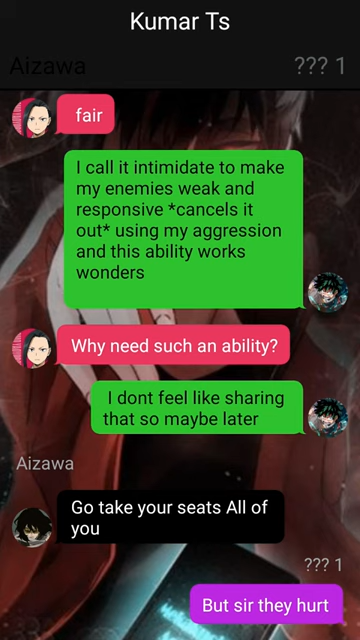 Kumar Ts
Aizawa
??? 1
fair
I call it intimidate to make
my enemies weak and
responsive *cancels it
out* using my aggression
and this ability works
wonders
Why need such an ability?
I dont feel like sharing
that so maybe later
Aizawa
Go take your seats All of
you
??? 1
But sir they hurt